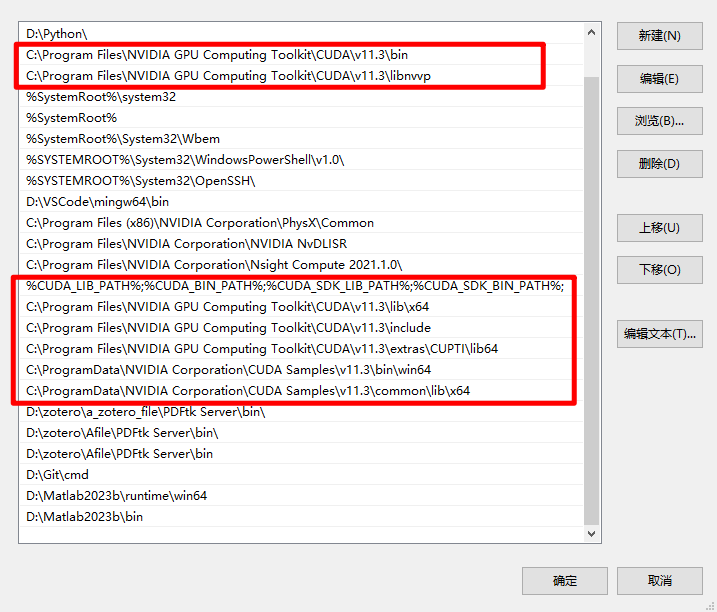 D:\Python\
新建(N)
C:\Program Files\NVIDIA GPU Computing Toolkit\CUDA\v11.3\bin
C:\Program Files\NVIDIA GPU Computing Toolkit\CUDA\v11.3\libnvvp
编辑(E)
%SystemRoot%\system32
%SystemRoot%
浏览(B)...
%SystemRoot%\System32\Wbem
%SYSTEMROOT%\System32\WindowsPowerShell\v1.0\
删除(D)
%SYSTEMROOT%\System32\OpenSSH\
D:\VSCode\mingw64\bin
C:\Program Files (x86)\NVIDIA Corporation\PhysX\Common
上移(U)
C:\Program Files\NVIDIA Corporation\NVIDIA NvDLISR
C:\Program Files\NVIDIA Corporation\Nsight Compute 2021.1.0\
下移(O)
%CUDA_LIB_PATH%;%CUDA_BIN_PATH%;%CUDA_SDK_LIB_PATH%;%CUDA_SDK_BIN_PATH%;
C:\Program Files\NVIDIA GPU Computing Toolkit\CUDA\v11.3\lib\x64
C:\Program Files\NVIDIA GPU Computing Toolkit\CUDA\v11.3\include
编辑文本(T)...
C:\Program Files\NVIDIA GPU Computing Toolkit\CUDA\v11.3\extras\CUPTI\lib64
C:\ProgramData\NVIDIA Corporation\CUDA Samples\v11.3\bin\win64
C:\ProgramData\NVIDIA Corporation\CUDA Samples\v11.3\common\lib\x64
D:\zotero\a_zotero_file\PDFtk Server\bin\
D:\zotero\Afile\PDFtk Server\bin\
D:\zotero\Afile\PDFtk Server\bin
D:\Git\cmd
D:\Matlab2023b\runtime\win64
D:\Matlab2023b\bin
确定
取消